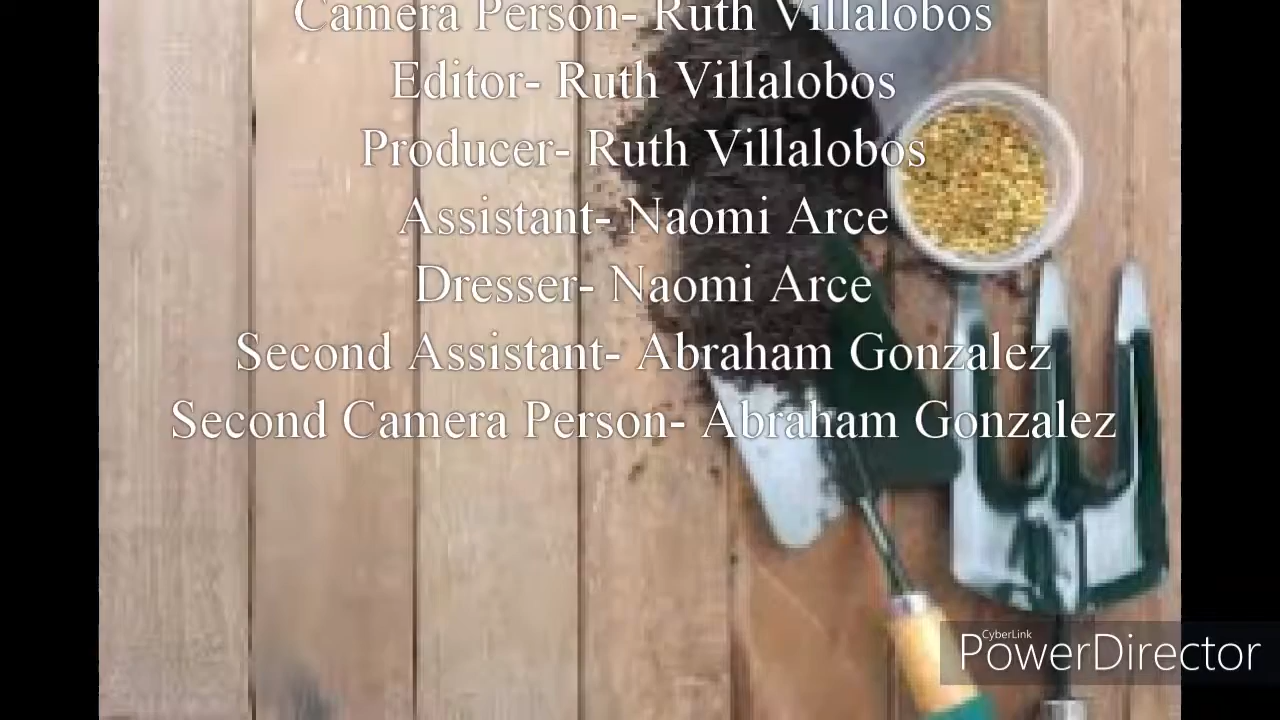 Camera Person- Ruth Villalobos
Editor- Ruth Villalobos
Producer- Ruth Villalobos
Assistant- Naomi Arce
Dresser- Naomi Arce
Second Assistant- Abraham Gonzalez
Second Camera Person- Abraham Gonzalez
CyberLink
PowerDirector